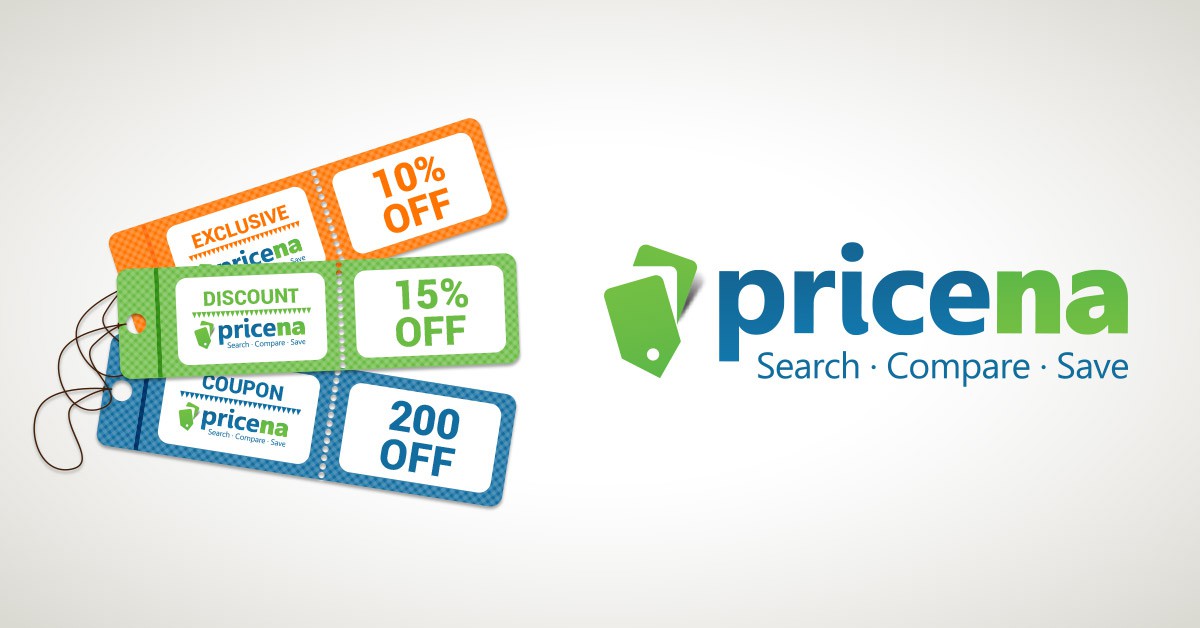 EXCLUSIVE
pricena
Save
10%
OFF
DISCOUNT
pricena
Search · Compare · Save
15%
OFF
COUPON
pricena
Search · Compare · Save
200
OFF
pricena
Search · Compare · Save